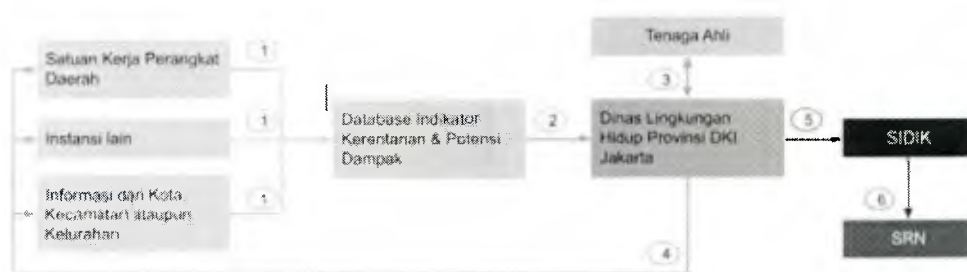 Satuan Kerja Perangkat
Daerah
1
Instansi lain
1
Informasi dari Kota,
Kecamatan ataupun
Kelurahan
1
Database Indikator
Kerentanan & Potensi
Dampak
2
Tenaga Ahli
3
Dinas Lingkungan
Hidup Provinsi DKI
Jakarta
4
5
SIDIK
6
SRN